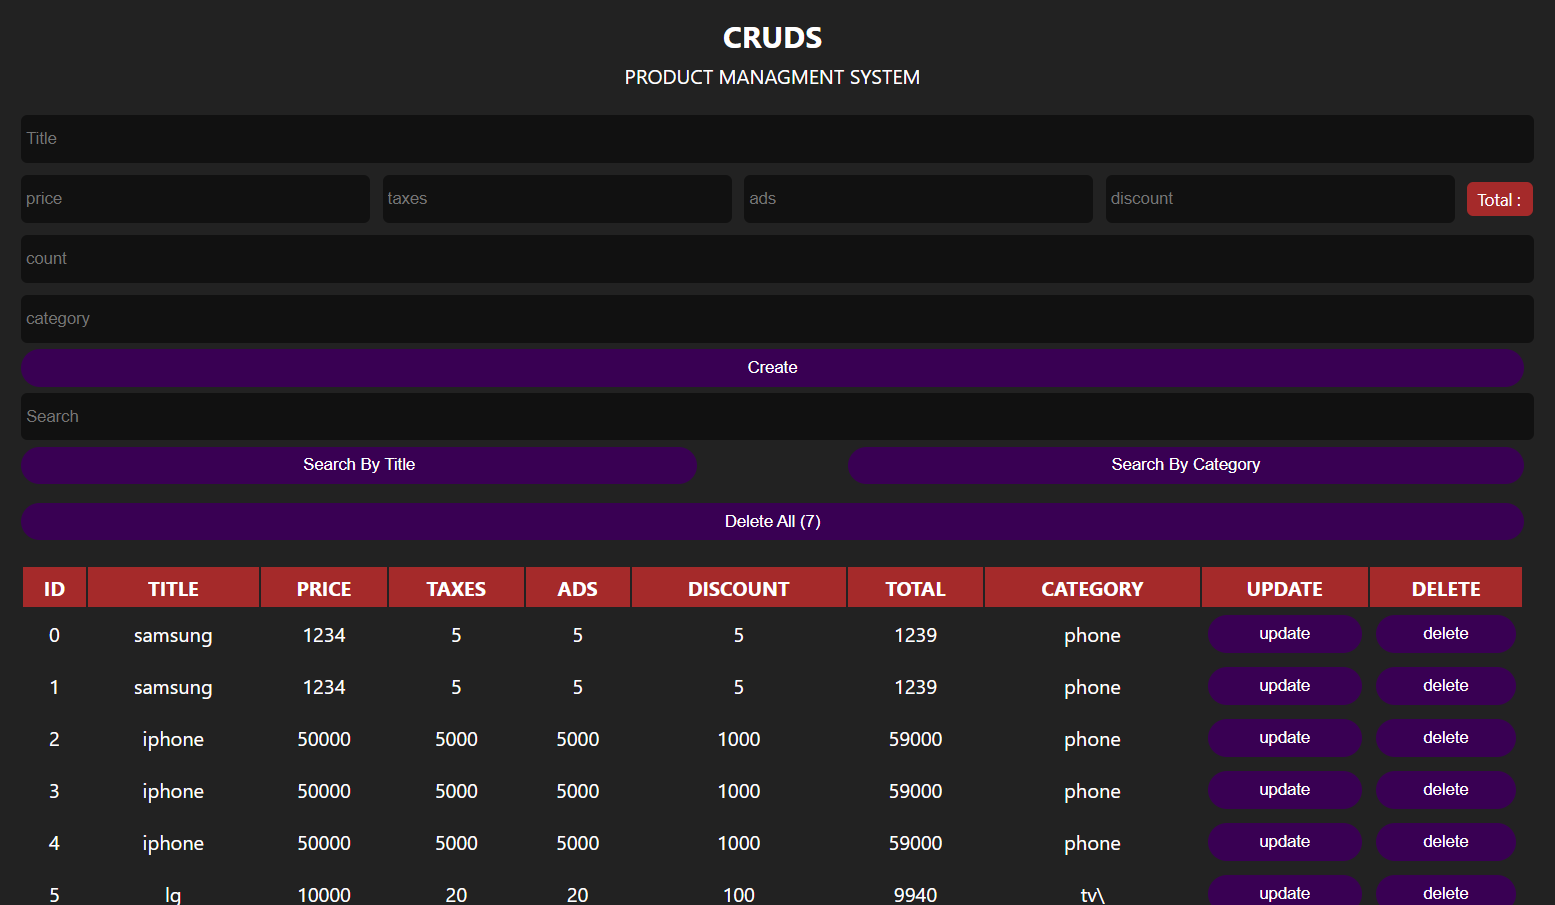 CRUDS
PRODUCT MANAGMENT SYSTEM
Title
price taxes ads discount Total :
count
category
Create
Search
Search By Title Search By Category
Delete All (7)
ID TITLE PRICE TAXES ADS DISCOUNT TOTAL CATEGORY UPDATE DELETE
0 samsung 1234 5 5 5 1239 phone update delete
1 samsung 1234 5 5 5 1239 phone update delete
2 iphone 50000 5000 5000 1000 59000 phone update delete
3 iphone 50000 5000 5000 1000 59000 phone update delete
4 iphone 50000 5000 5000 1000 59000 phone update delete
5 lg 10000 20 20 100 9940 tv\ update delete